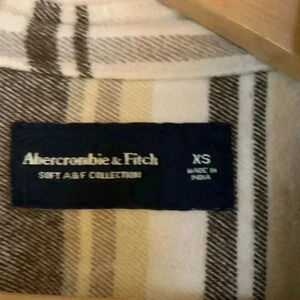 Abercrombie & Fitch
SOFT A&F COLLECTION
XS
MADE IN
INDIA